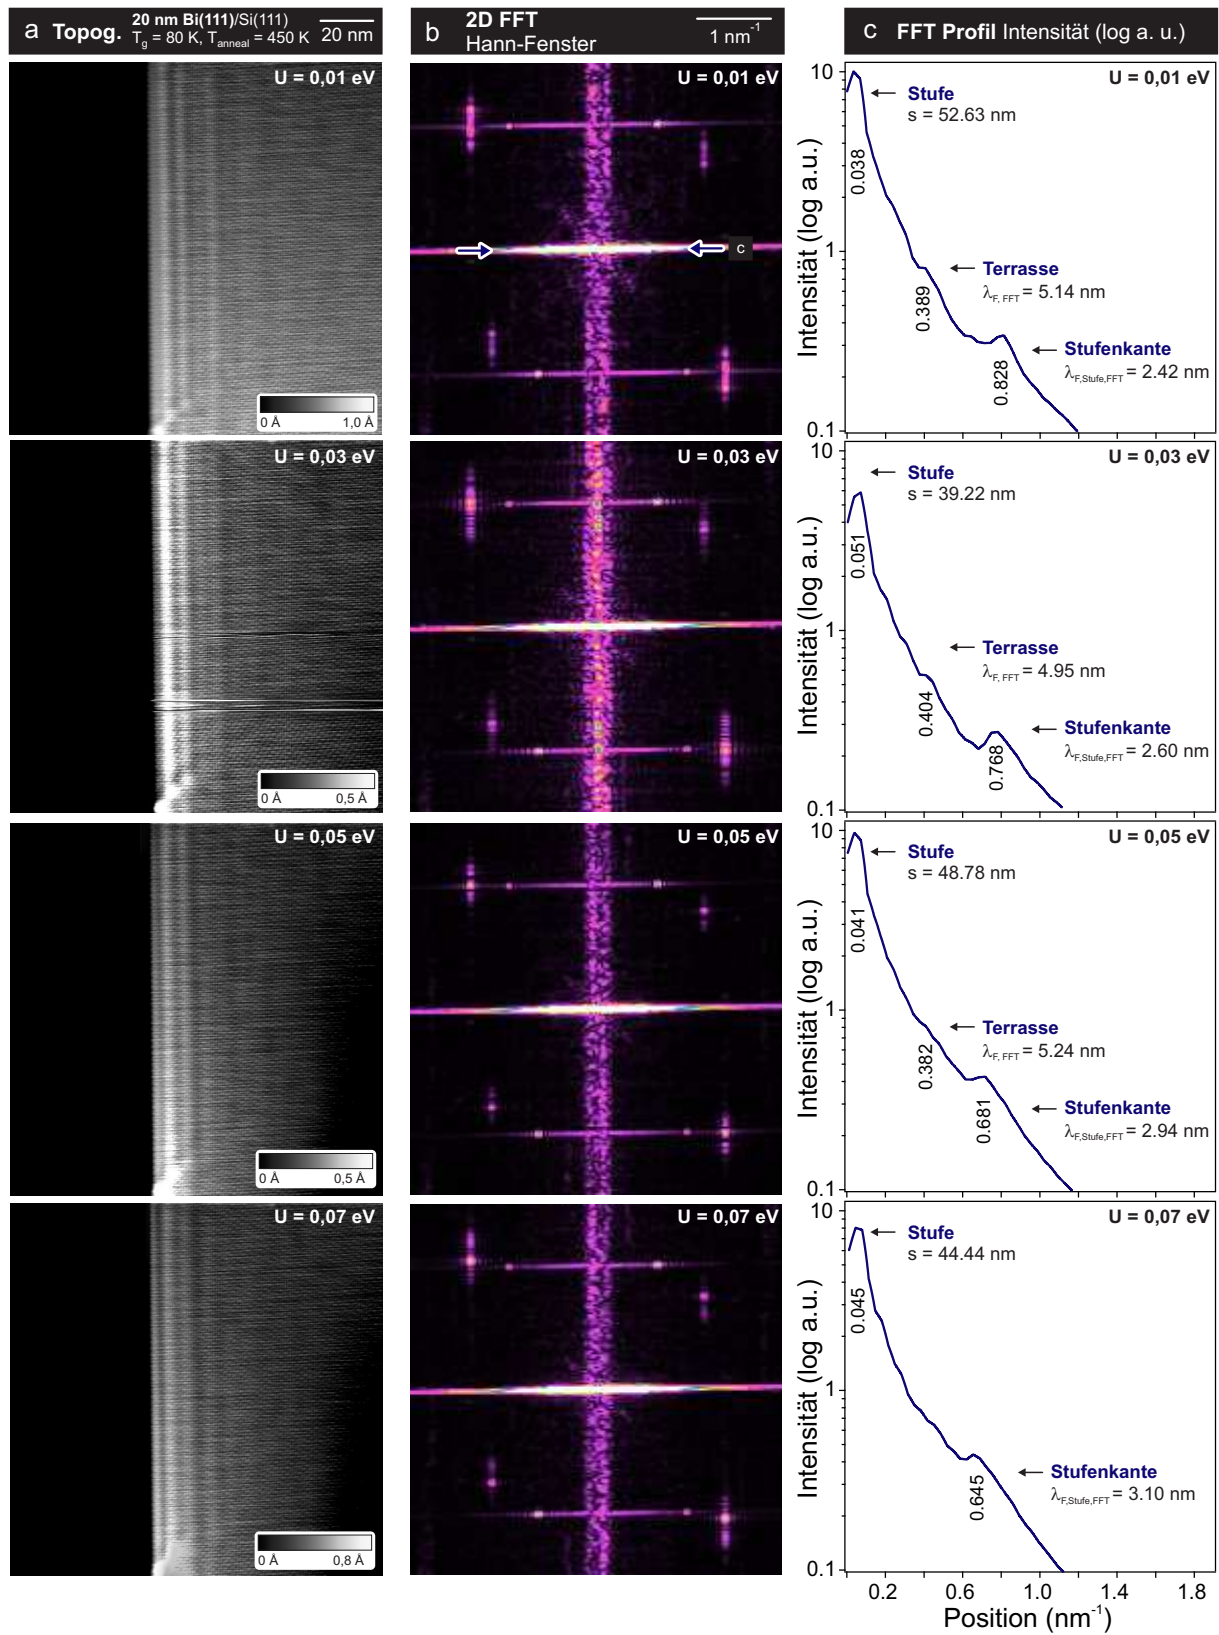 a Topog. 20 nm Bi(111)/Si(111)
T_g = 80 K, T_anneal = 450 K 20 nm
b 2D FFT
Hann-Fenster 1 nm⁻¹
c FFT Profil Intensität (log a. u.)
U = 0,01 eV
0 Å 1,0 Å
U = 0,01 eV
c
U = 0,01 eV
10
1
0.1
Intensität (log a.u.)
Stufe
s = 52.63 nm
0.038
Terrasse
λ_F, FFT = 5.14 nm
0.389
Stufenkante
λ_F,Stufe,FFT = 2.42 nm
0.828
U = 0,03 eV
0 Å 0,5 Å
U = 0,03 eV
U = 0,03 eV
10
1
0.1
Intensität (log a.u.)
Stufe
s = 39.22 nm
0.051
Terrasse
λ_F, FFT = 4.95 nm
0.404
Stufenkante
λ_F,Stufe,FFT = 2.60 nm
0.768
U = 0,05 eV
0 Å 0,5 Å
U = 0,05 eV
U = 0,05 eV
10
1
0.1
Intensität (log a.u.)
Stufe
s = 48.78 nm
0.041
Terrasse
λ_F, FFT = 5.24 nm
0.382
Stufenkante
λ_F,Stufe,FFT = 2.94 nm
0.681
U = 0,07 eV
0 Å 0,8 Å
U = 0,07 eV
U = 0,07 eV
10
1
0.1
Intensität (log a.u.)
Stufe
s = 44.44 nm
0.045
Stufenkante
λ_F,Stufe,FFT = 3.10 nm
0.645
0.2 0.6 1.0 1.4 1.8
Position (nm⁻¹)